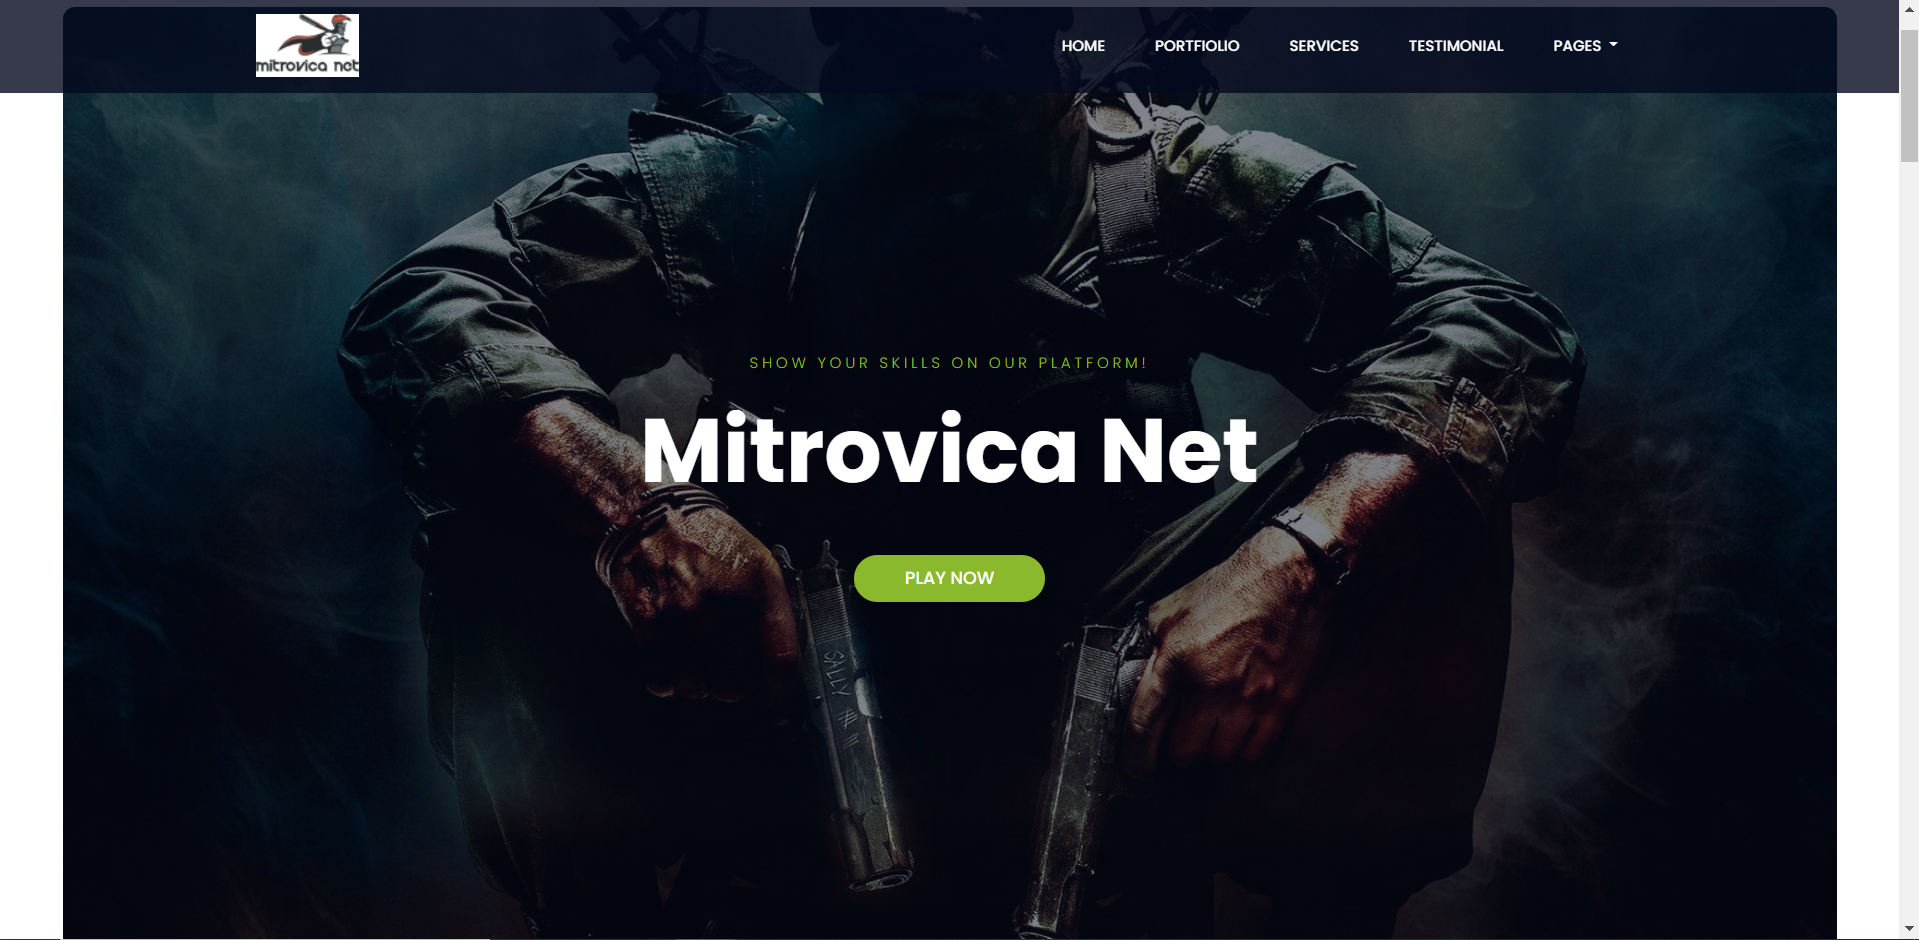 mitrovica net
HOME PORTFIOLIO SERVICES TESTIMONIAL PAGES
SHOW YOUR SKILLS ON OUR PLATFORM!
Mitrovica Net
PLAY NOW
SALLY